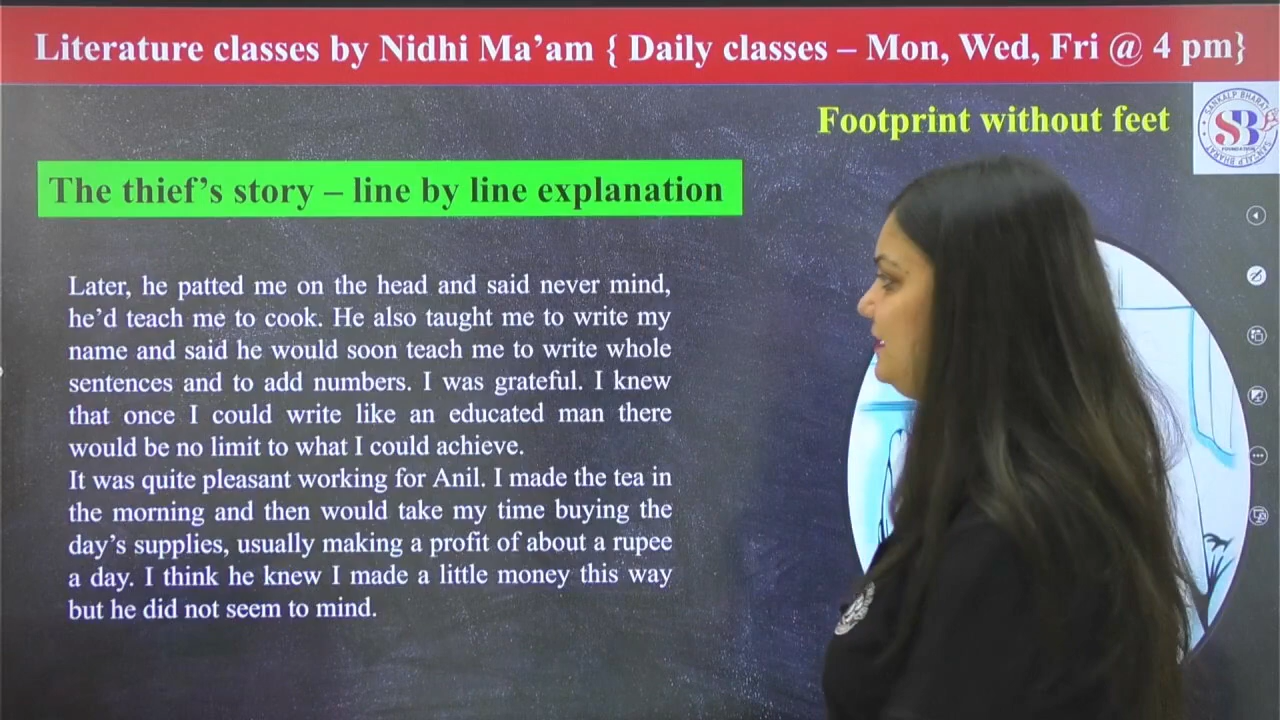 Literature classes by Nidhi Ma’am { Daily classes – Mon, Wed, Fri @ 4 pm}
Footprint without feet
SANKALP BHARAT
SB
FOUNDATION
The thief’s story – line by line explanation
Later, he patted me on the head and said never mind,
he’d teach me to cook. He also taught me to write my
name and said he would soon teach me to write whole
sentences and to add numbers. I was grateful. I knew
that once I could write like an educated man there
would be no limit to what I could achieve.
It was quite pleasant working for Anil. I made the tea in
the morning and then would take my time buying the
day’s supplies, usually making a profit of about a rupee
a day. I think he knew I made a little money this way
but he did not seem to mind.